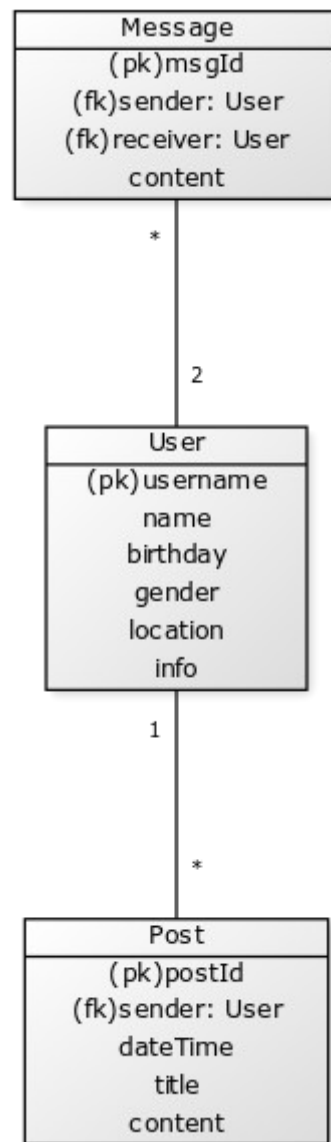 Message
(pk)msgId
(fk)sender: User
(fk)receiver: User
content
*
2
User
(pk)username
name
birthday
gender
location
info
1
*
Post
(pk)postId
(fk)sender: User
dateTime
title
content